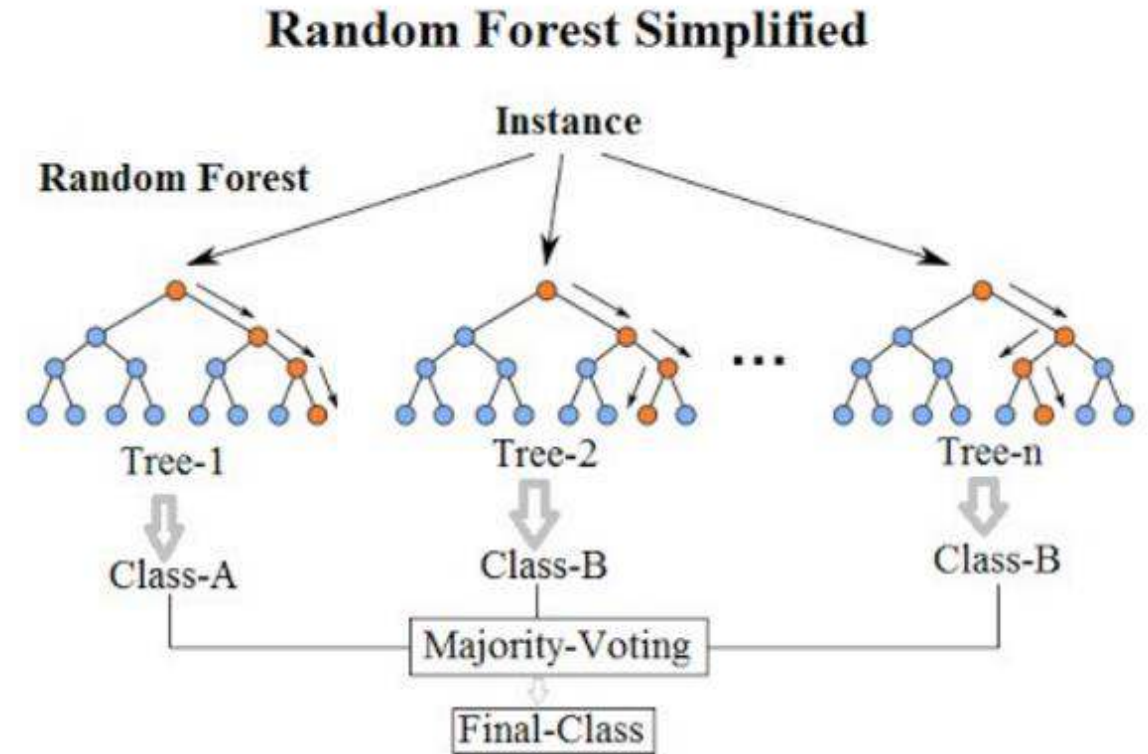 Random Forest Simplified
Instance
Random Forest
...
Tree-1
Tree-2
Tree-n
Class-A
Class-B
Class-B
Majority-Voting
Final-Class